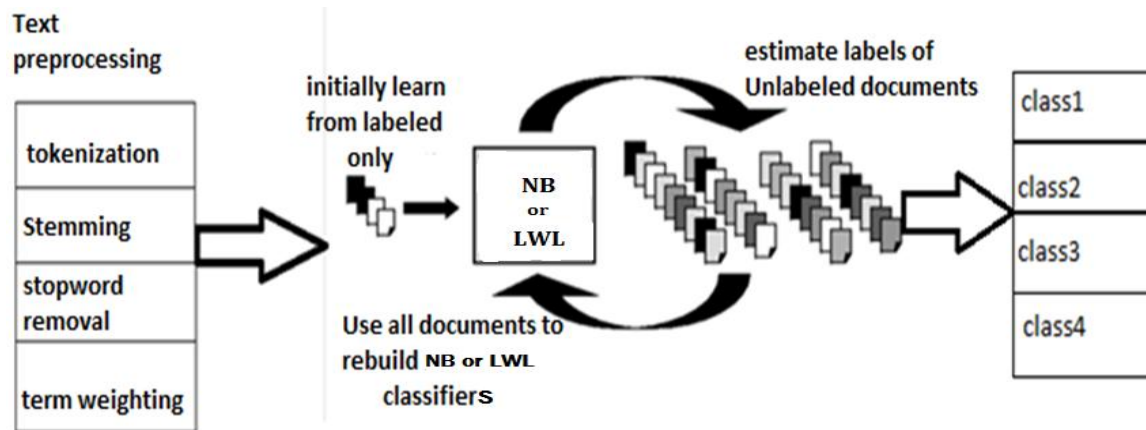 Text
preprocessing
tokenization
Stemming
stopword
removal
term weighting
initially learn
from labeled
only
NB
or
LWL
Use all documents to
rebuild NB or LWL
classifiers
estimate labels of
Unlabeled documents
class1
class2
class3
class4